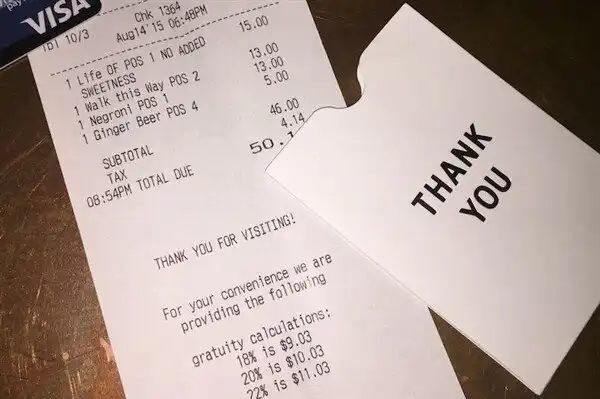 pay
VISA
Tbl 10/3 Chk 1364
Aug14'15 06:48PM
1 Life OF POS 1 NO ADDED 15.00
SWEETNESS
1 Walk this Way POS 2 13.00
1 Negroni POS 1 13.00
1 Ginger Beer POS 4 5.00
SUBTOTAL 46.00
TAX 4.14
08:54PM TOTAL DUE 50.1
THANK YOU FOR VISITING!
For your convenience we are
providing the following
gratuity calculations:
18% is $9.03
20% is $10.03
22% is $11.03
THANK
YOU